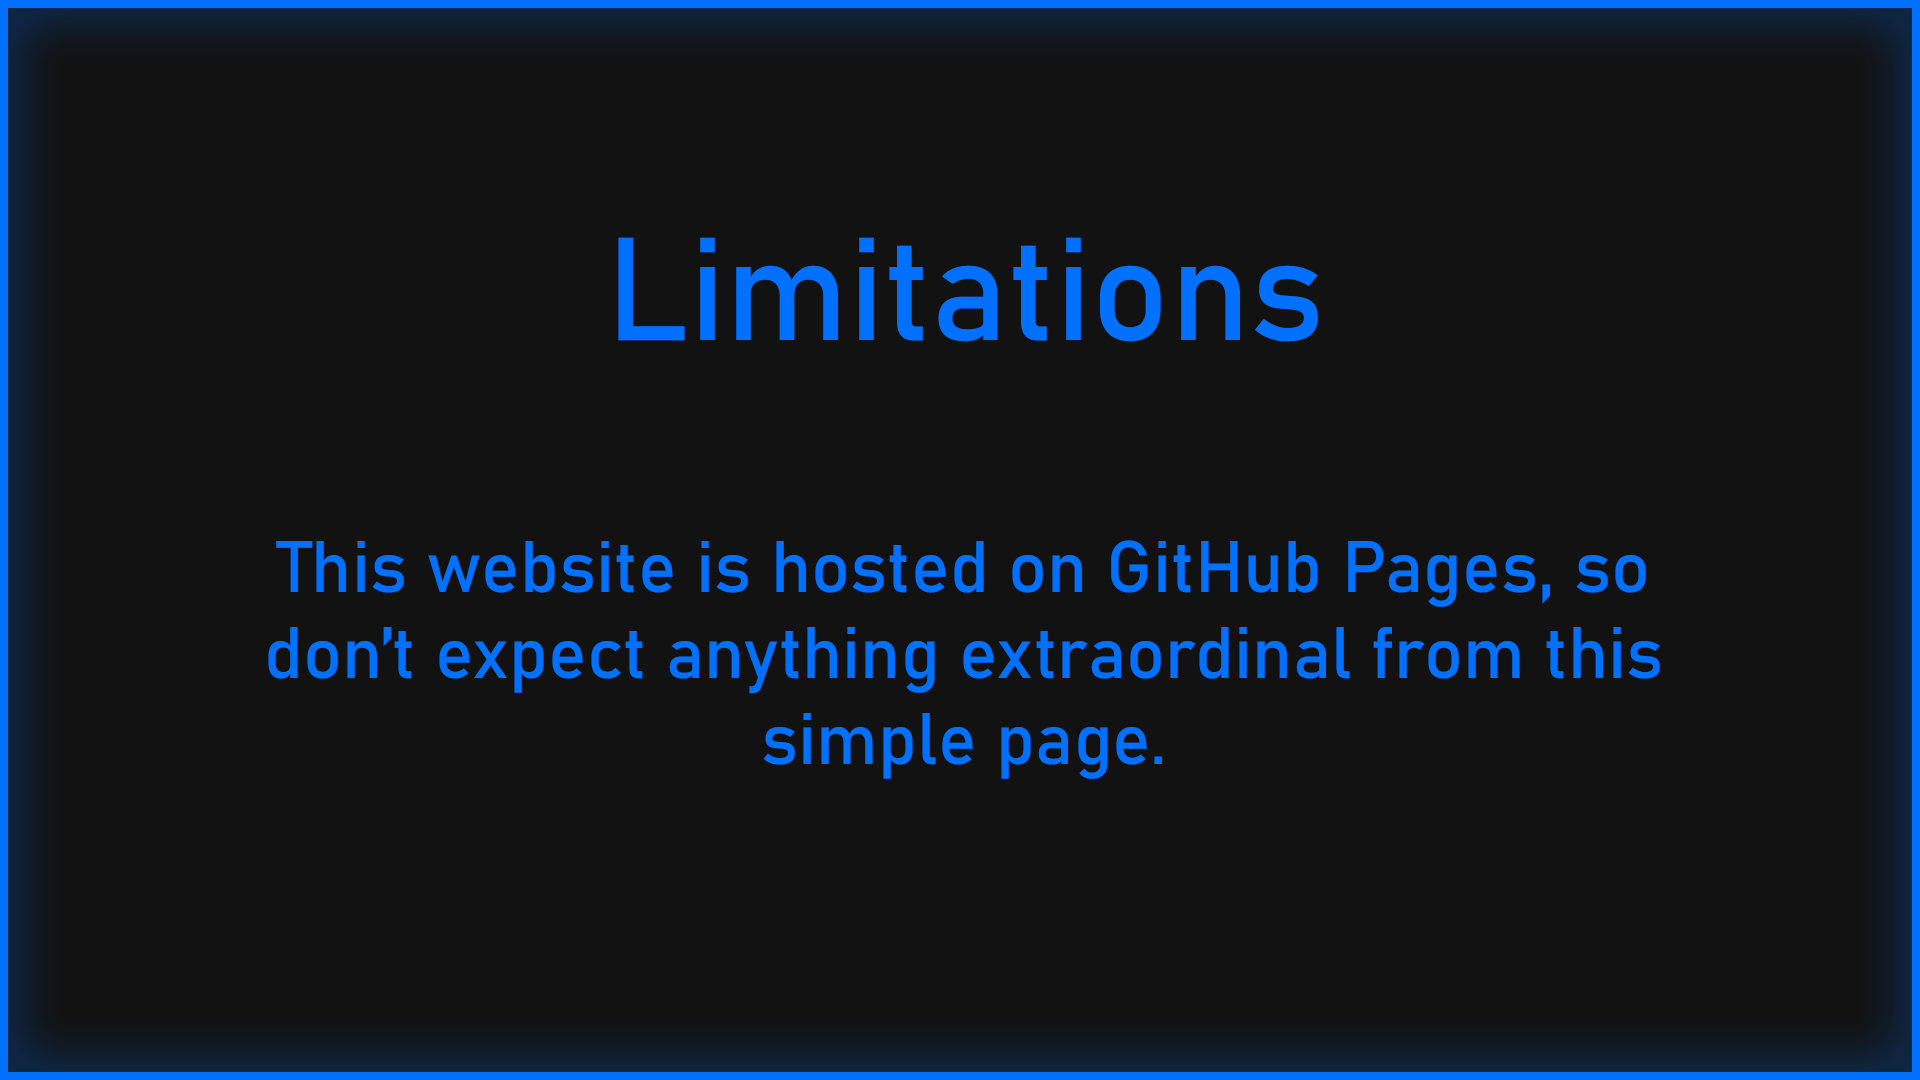 Limitations
This website is hosted on GitHub Pages, so
don’t expect anything extraordinal from this
simple page.